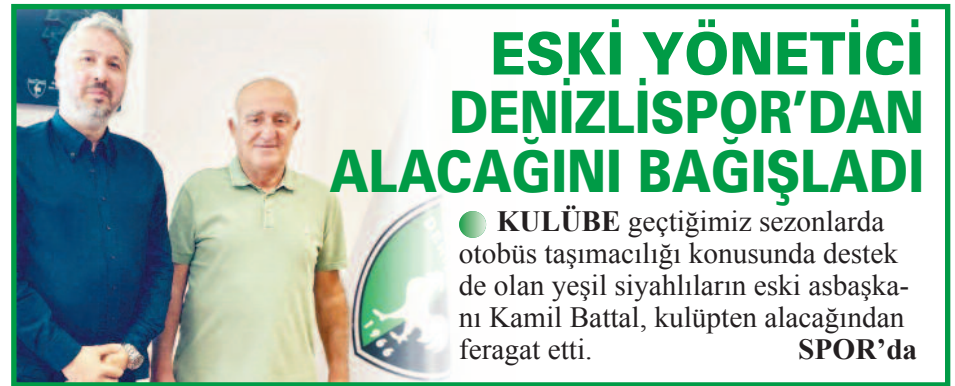 ESKİ YÖNETİCİ
DENİZLİSPOR’DAN
ALACAĞINI BAĞIŞLADI
KULÜBE geçtiğimiz sezonlarda
otobüs taşımacılığı konusunda destek
de olan yeşil siyahlıların eski asbaşka-
nı Kamil Battal, kulüpten alacağından
feragat etti. SPOR’da